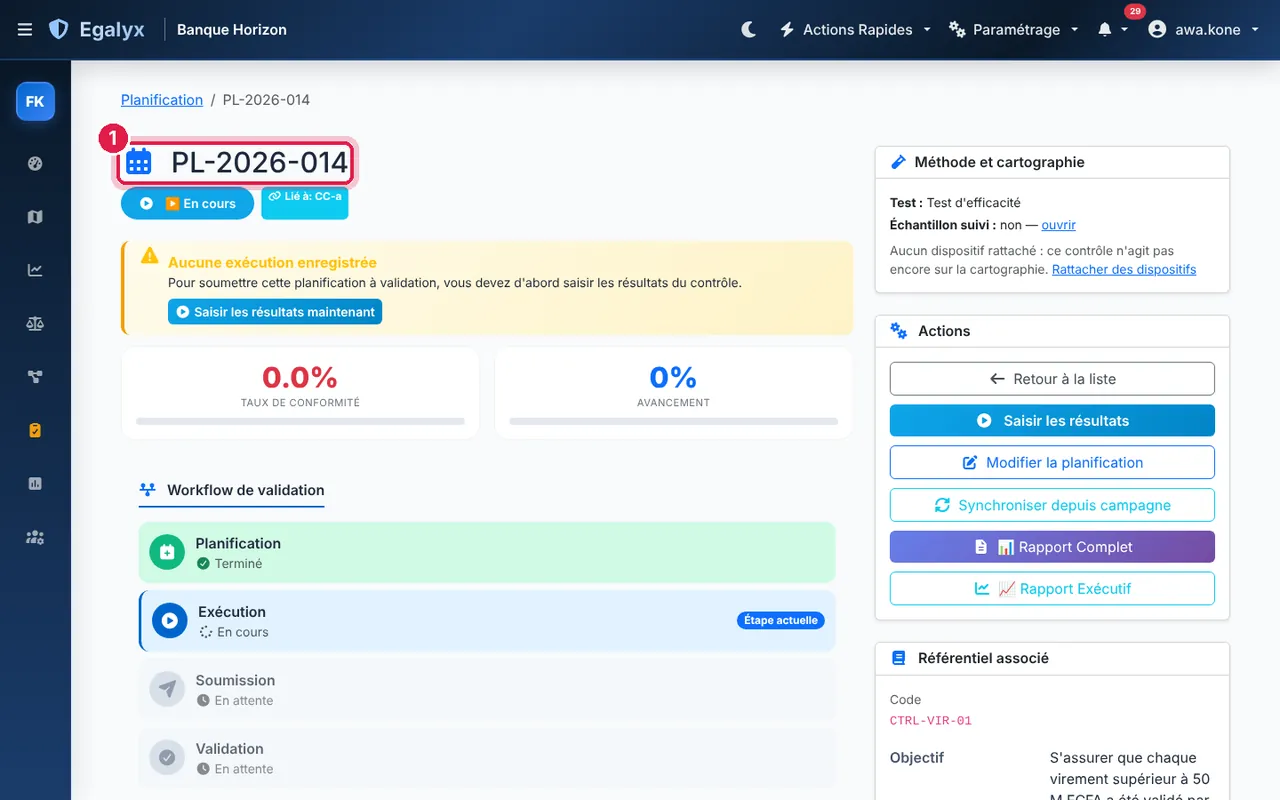 Egalyx
Banque Horizon
Actions Rapides
Paramétrage
29
awa.kone
FK
Planification / PL-2026-014
1
PL-2026-014
En cours
Lié à: CC-a
Aucune exécution enregistrée
Pour soumettre cette planification à validation, vous devez d'abord saisir les résultats du contrôle.
Saisir les résultats maintenant
0.0%
TAUX DE CONFORMITÉ
0%
AVANCEMENT
Workflow de validation
Planification
Terminé
Exécution
En cours
Étape actuelle
Soumission
En attente
Validation
En attente
Méthode et cartographie
Test : Test d'efficacité
Échantillon suivi : non — ouvrir
Aucun dispositif rattaché : ce contrôle n'agit pas
encore sur la cartographie. Rattacher des dispositifs
Actions
Retour à la liste
Saisir les résultats
Modifier la planification
Synchroniser depuis campagne
Rapport Complet
Rapport Exécutif
Référentiel associé
Code
CTRL-VIR-01
Objectif
S'assurer que chaque
virement supérieur à 50
M FCFA a été validé par